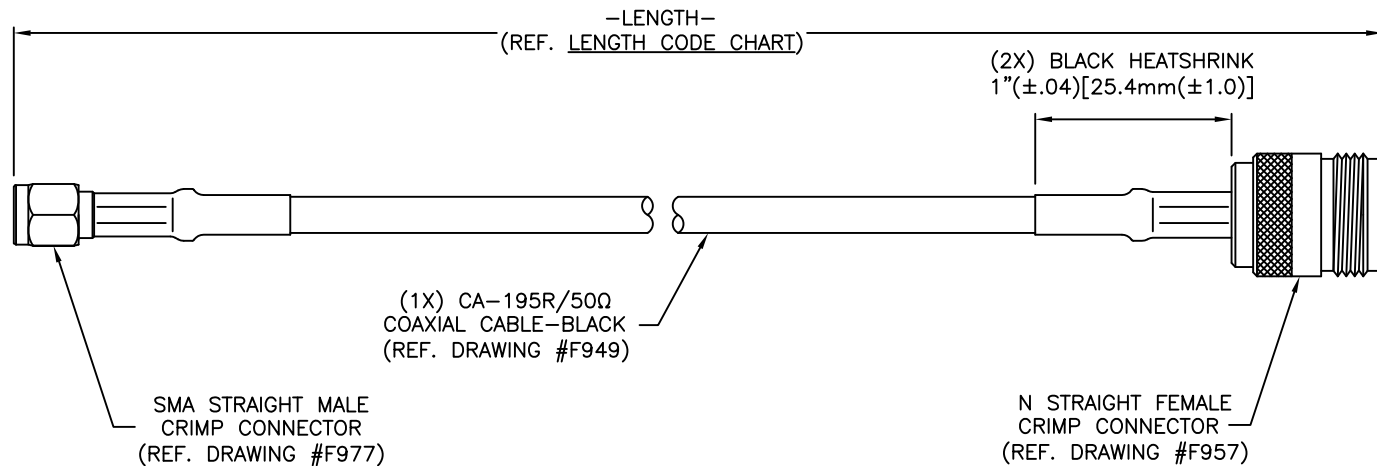 -LENGTH-
(REF. LENGTH CODE CHART)
(2X) BLACK HEATSHRINK
1"(±.04)[25.4mm(±1.0)]
(1X) CA-195R/50Ω
COAXIAL CABLE-BLACK
(REF. DRAWING #F949)
SMA STRAIGHT MALE
CRIMP CONNECTOR
(REF. DRAWING #F977)
N STRAIGHT FEMALE
CRIMP CONNECTOR
(REF. DRAWING #F957)